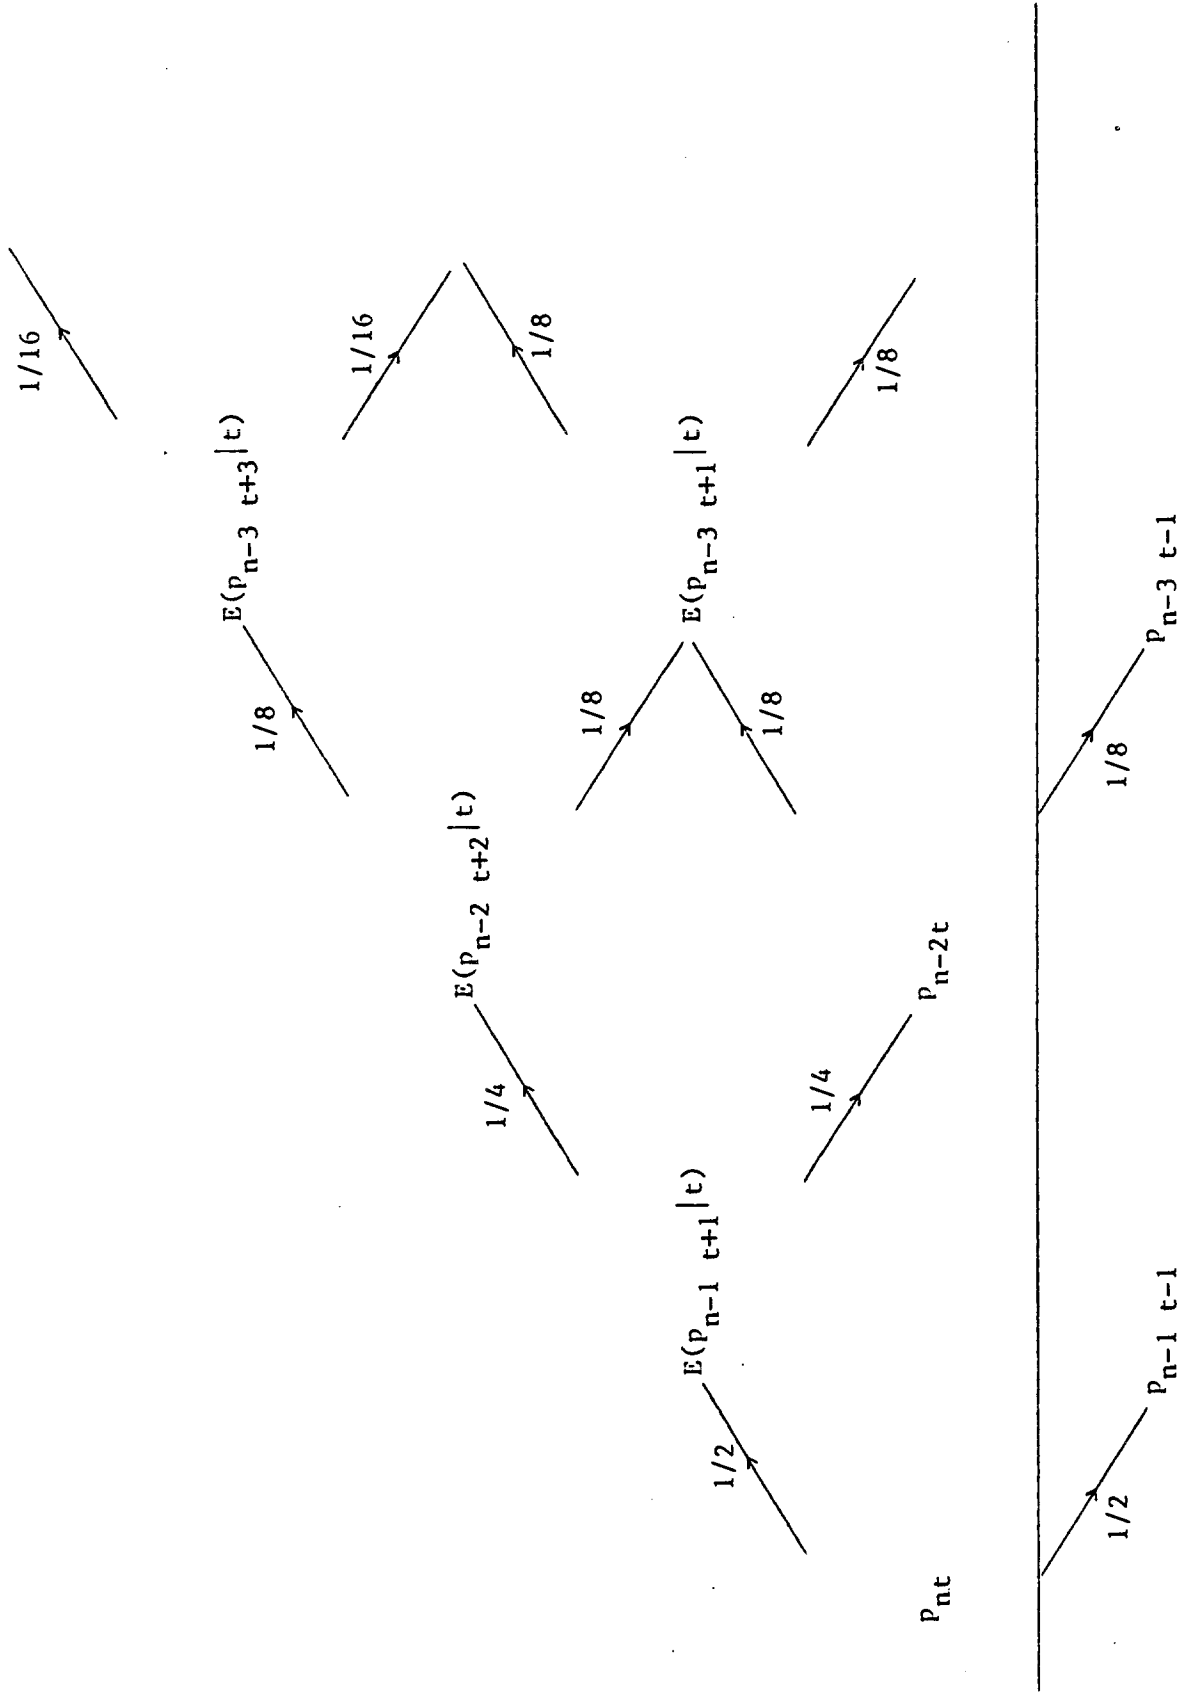 1/16
E(p_{n-3 t+3}|t)
1/8
1/16
1/8
E(p_{n-2 t+2}|t)
1/4
1/8
E(p_{n-3 t+1}|t)
1/8
1/8
E(p_{n-1 t+1}|t)
1/2
1/4
p_{n-2t}
p_{nt}
1/2
p_{n-1 t-1}
1/8
p_{n-3 t-1}